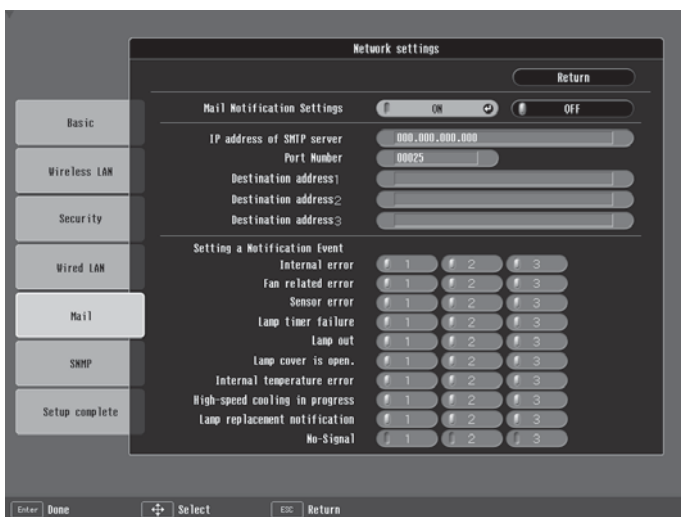 Network settings
Return
Basic
Wireless LAN
Security
Wired LAN
Mail
SNMP
Setup complete
Mail Notification Settings ON OFF
IP address of SMTP server 000.000.000.000
Port Number 00025
Destination address1
Destination address2
Destination address3
Setting a Notification Event
Internal error 1 2 3
Fan related error 1 2 3
Sensor error 1 2 3
Lamp timer failure 1 2 3
Lamp out 1 2 3
Lamp cover is open. 1 2 3
Internal temperature error 1 2 3
High-speed cooling in progress 1 2 3
Lamp replacement notification 1 2 3
No-Signal 1 2 3
Enter Done Select ESC Return